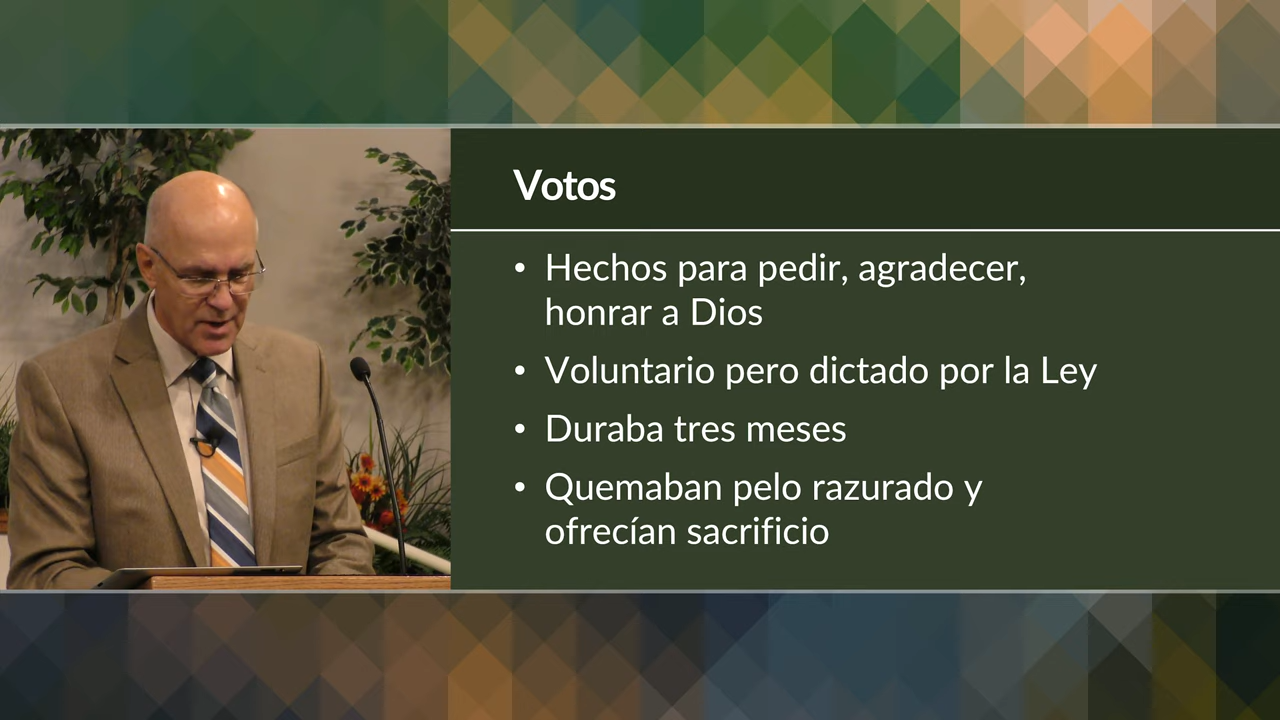 Votos
• Hechos para pedir, agradecer,
honrar a Dios
• Voluntario pero dictado por la Ley
• Duraba tres meses
• Quemaban pelo razurado y
ofrecían sacrificio